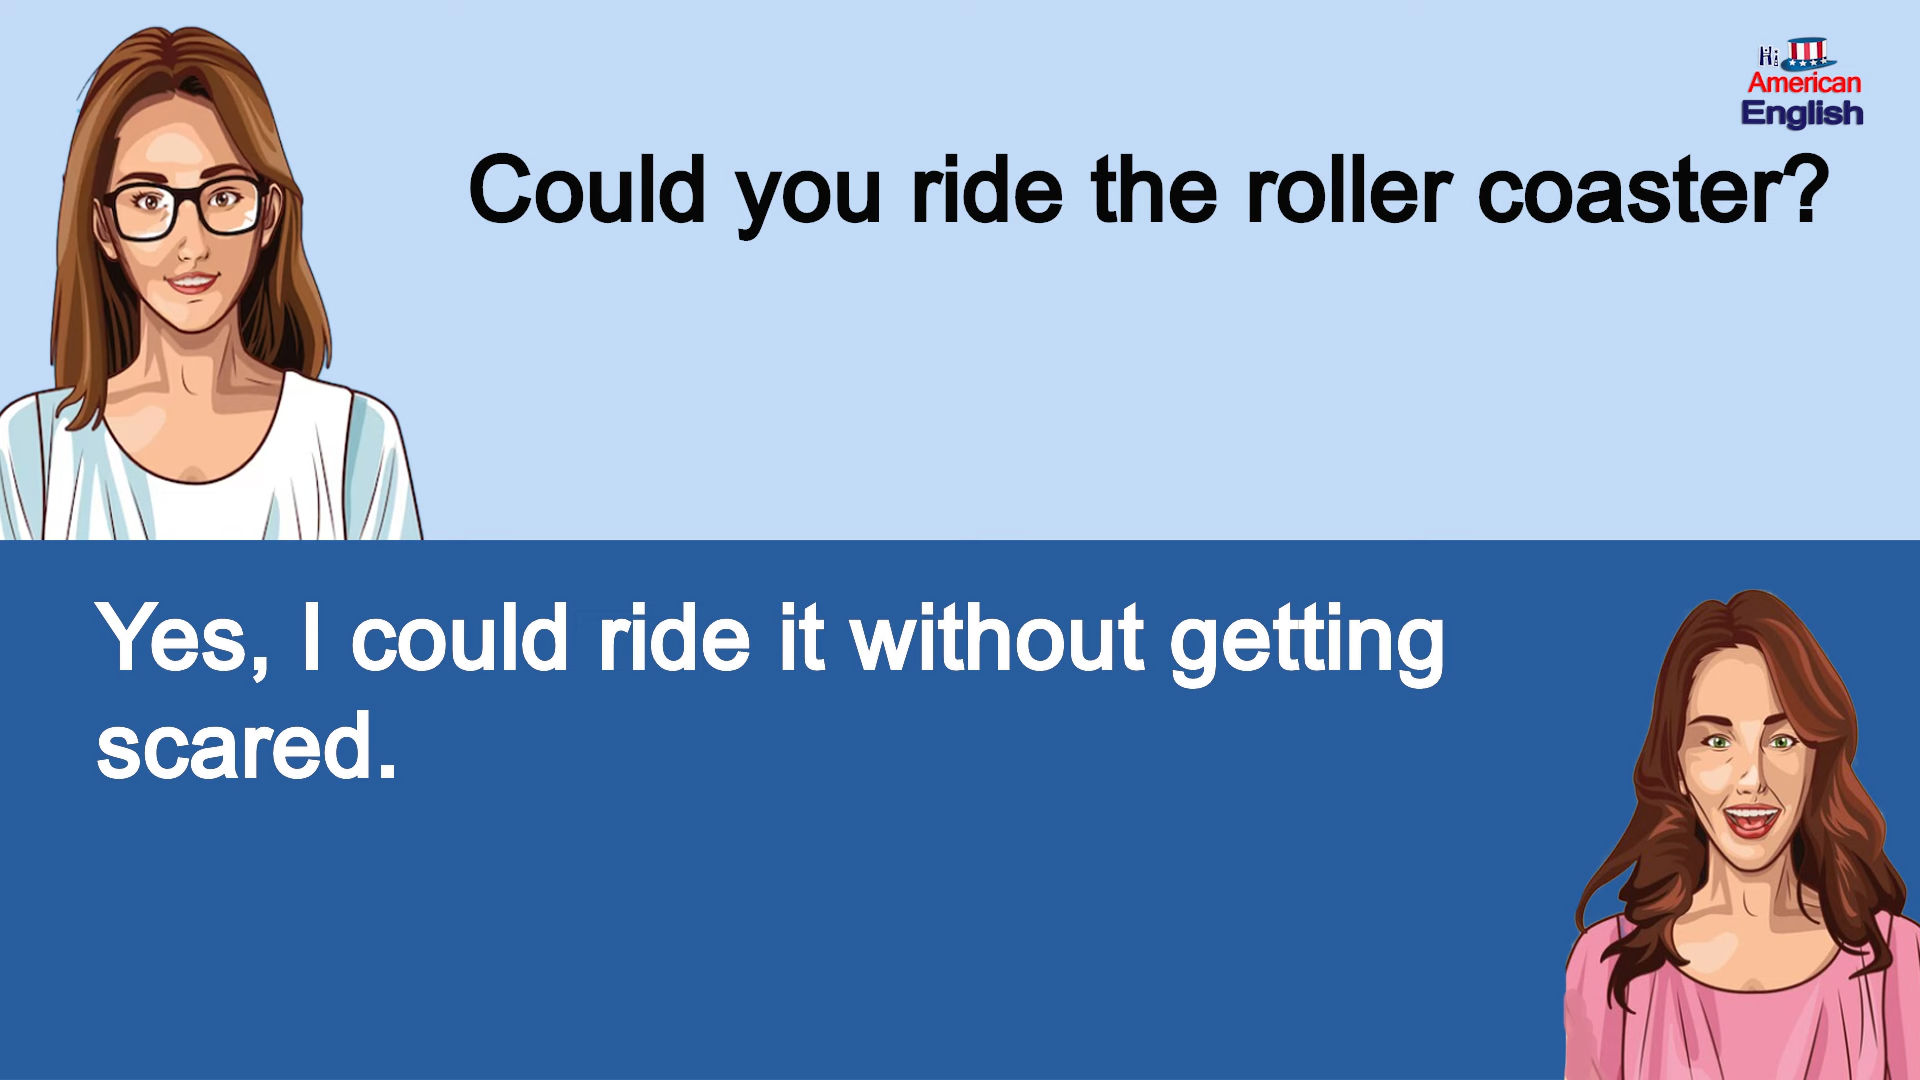 Hi
American
English
Could you ride the roller coaster?
Yes, I could ride it without getting
scared.